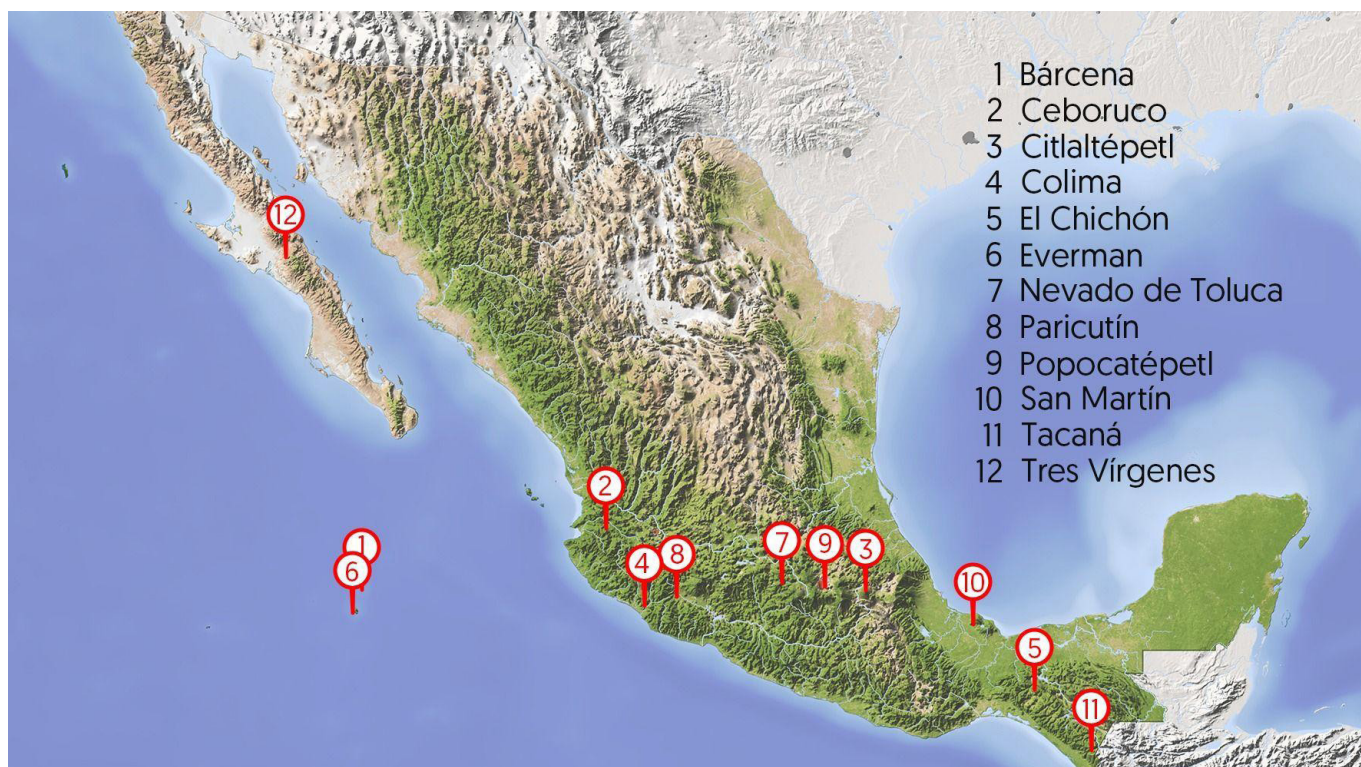 1 Bárcena
2 Ceboruco
3 Citlaltépetl
4 Colima
5 El Chichón
6 Everman
7 Nevado de Toluca
8 Paricutín
9 Popocatépetl
10 San Martín
11 Tacaná
12 Tres Vírgenes
12
2
1
6
4
8
7
9
3
10
5
11